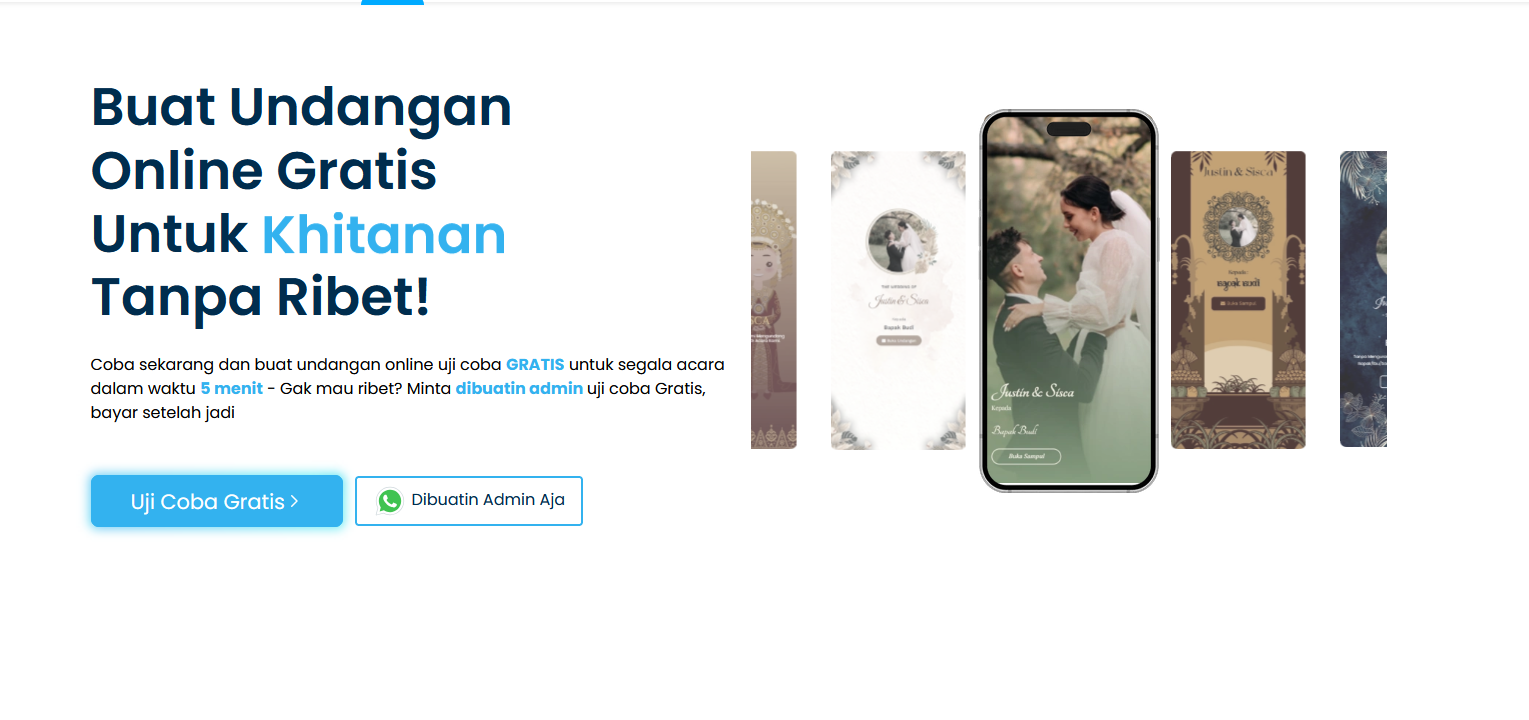 Buat Undangan
Online Gratis
Untuk Khitanan
Tanpa Ribet!
Coba sekarang dan buat undangan online uji coba GRATIS untuk segala acara
dalam waktu 5 menit - Gak mau ribet? Minta dibuatin admin uji coba Gratis,
bayar setelah jadi
Uji Coba Gratis >
Dibuatin Admin Aja
THE WEDDING OF
Justin & Sisca
Bapak Budi
Justin & Sisca
Kepada
Bapak Budi
Buka Sampul
Justin & Sisca
Kepada:
Bapak Budi
Buka Sampul